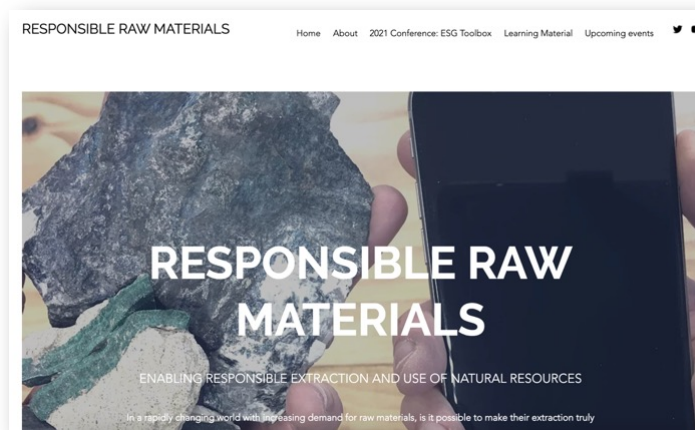 RESPONSIBLE RAW MATERIALS
Home About 2021 Conference: ESG Toolbox Learning Material Upcoming events
RESPONSIBLE RAW
MATERIALS
ENABLING RESPONSIBLE EXTRACTION AND USE OF NATURAL RESOURCES
In a rapidly changing world with increasing demand for raw materials, is it possible to make their extraction truly